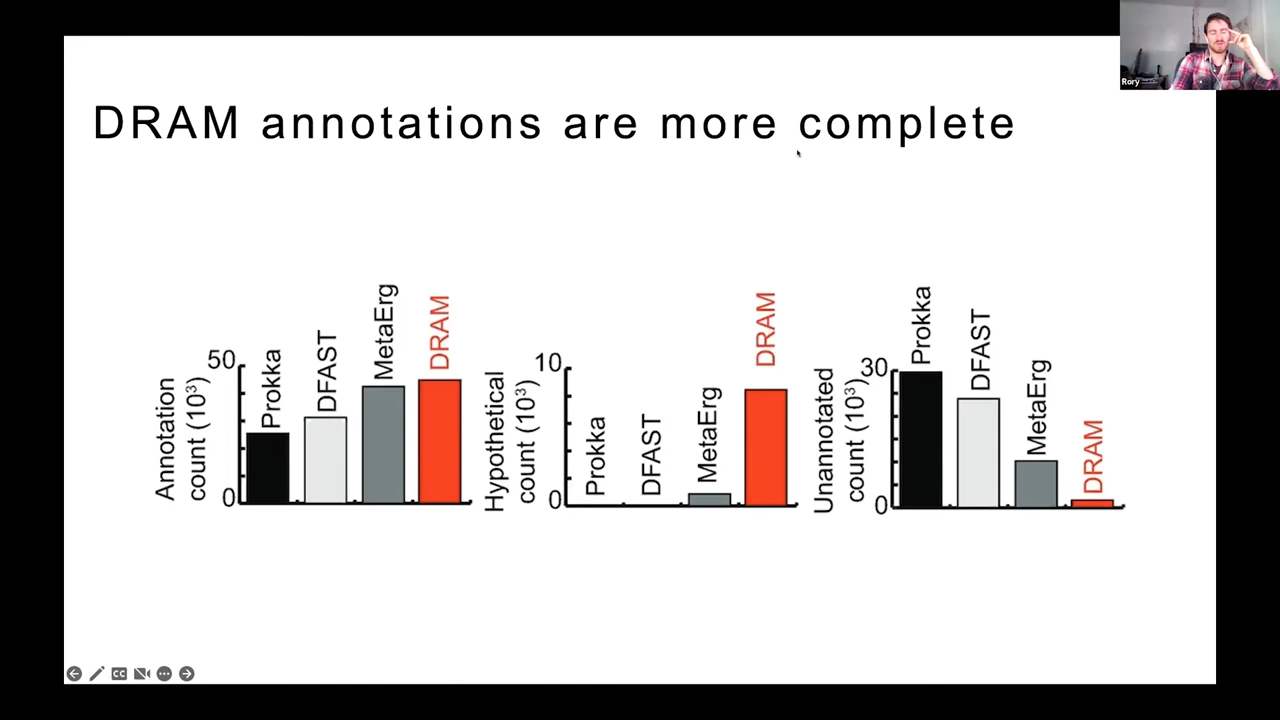 Rory
DRAM annotations are more complete
Annotation
count (10³)
50
0
Prokka
DFAST
MetaErg
DRAM
Hypothetical
count (10³)
10
0
Prokka
DFAST
MetaErg
DRAM
Unannotated
count (10³)
30
0
Prokka
DFAST
MetaErg
DRAM
CC